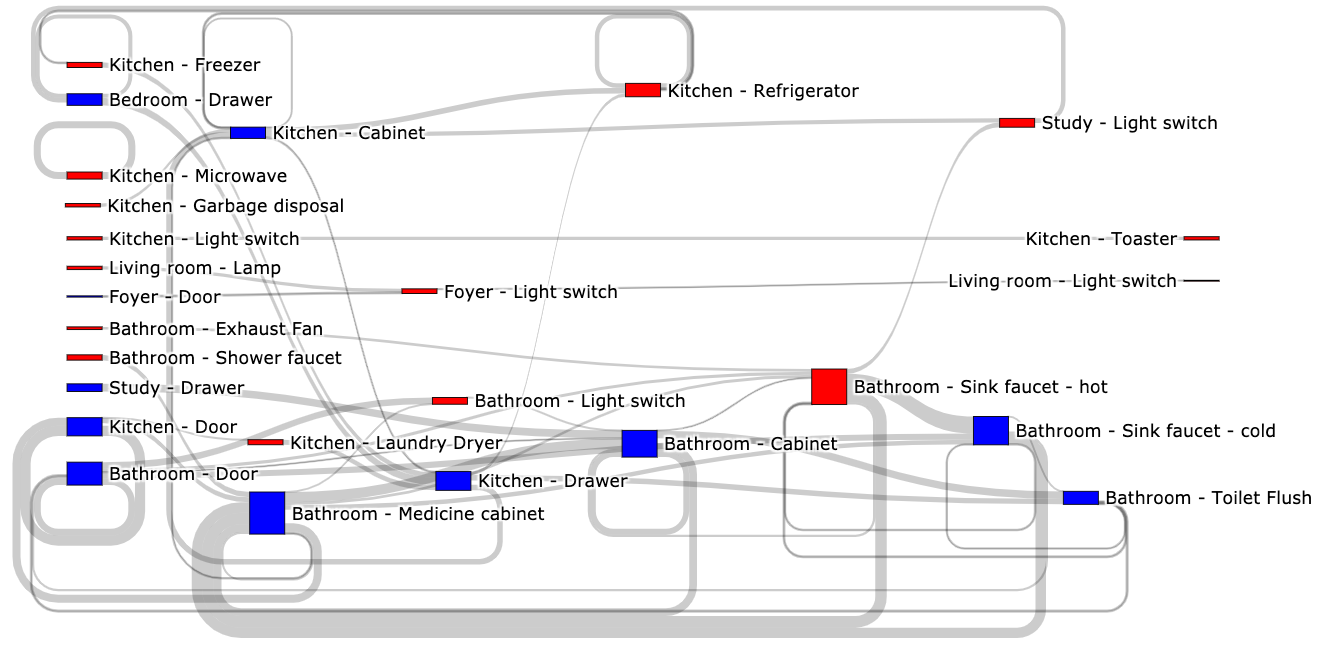 Kitchen - Freezer
Kitchen - Refrigerator
Bedroom - Drawer
Study - Light switch
Kitchen - Cabinet
Kitchen - Microwave
Kitchen - Garbage disposal
Kitchen - Light switch
Kitchen - Toaster
Living room - Lamp
Living room - Light switch
Foyer - Door
Foyer - Light switch
Bathroom - Exhaust Fan
Bathroom - Shower faucet
Study - Drawer
Bathroom - Sink faucet - hot
Bathroom - Light switch
Kitchen - Door
Bathroom - Sink faucet - cold
Kitchen - Laundry Dryer
Bathroom - Cabinet
Bathroom - Door
Kitchen - Drawer
Bathroom - Toilet Flush
Bathroom - Medicine cabinet